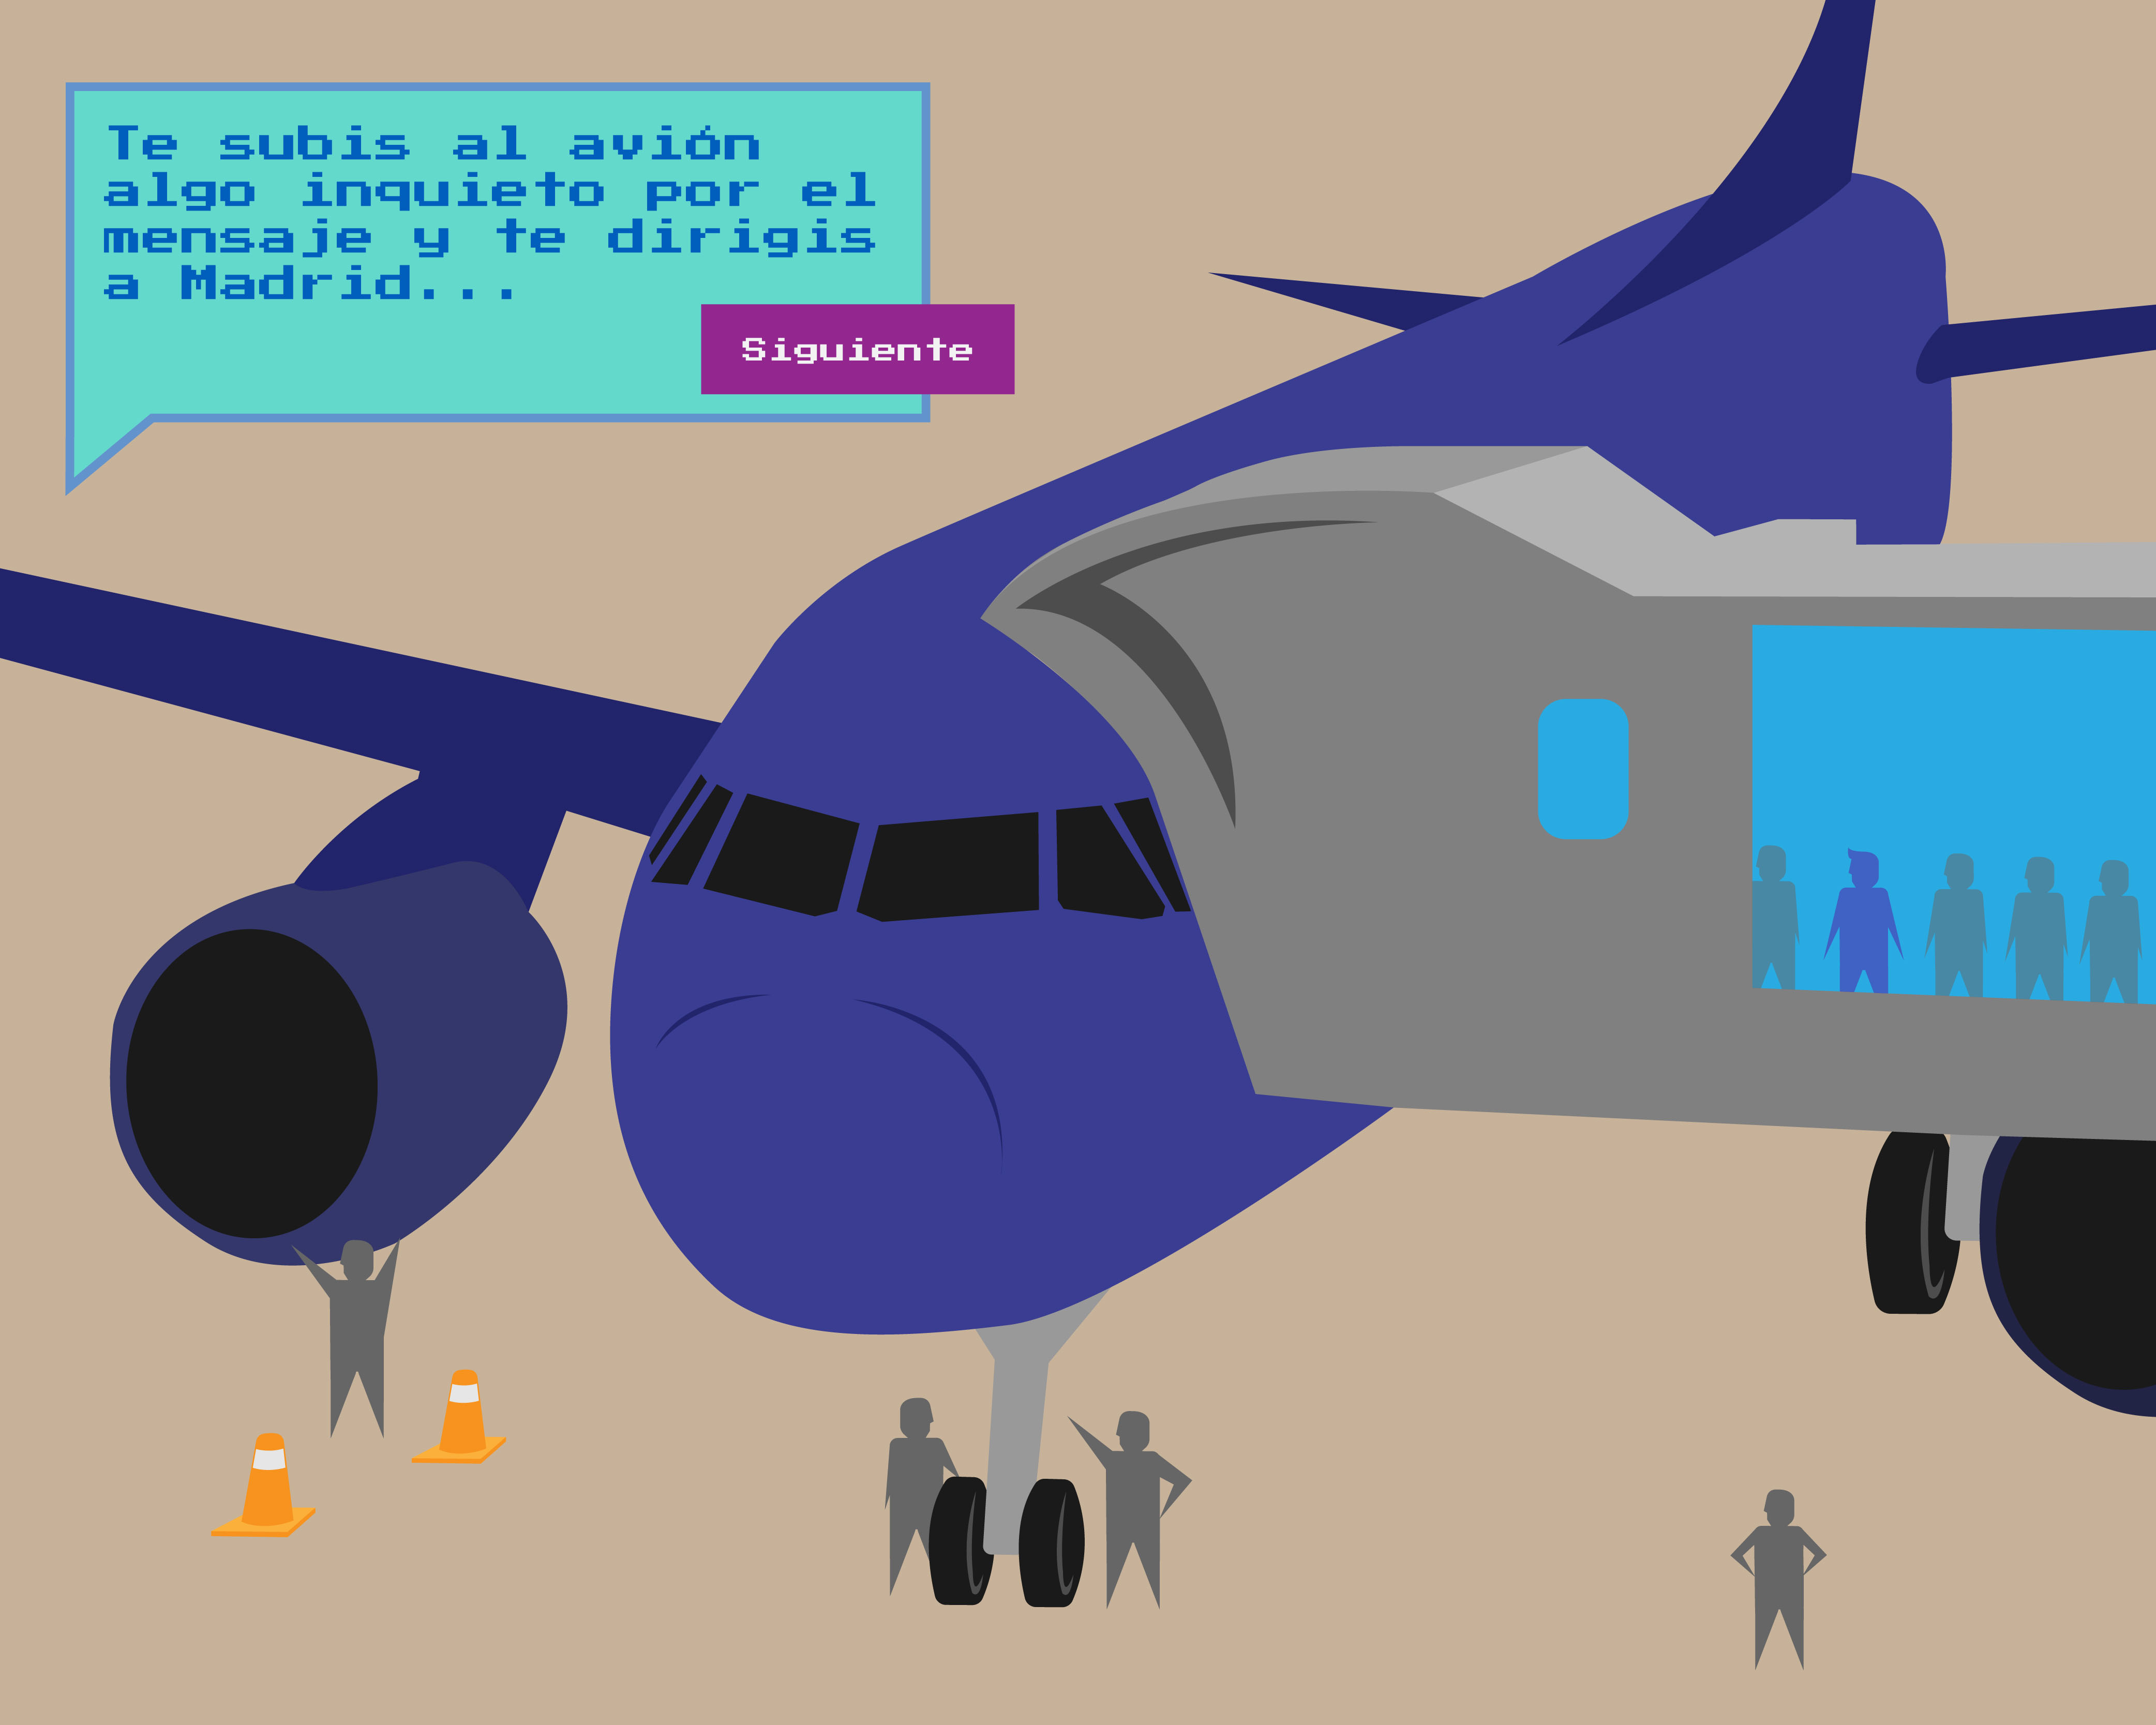 Te subis al avión
algo inquieto por el
mensaje y te dirigis
a Madrid...
Siguiente